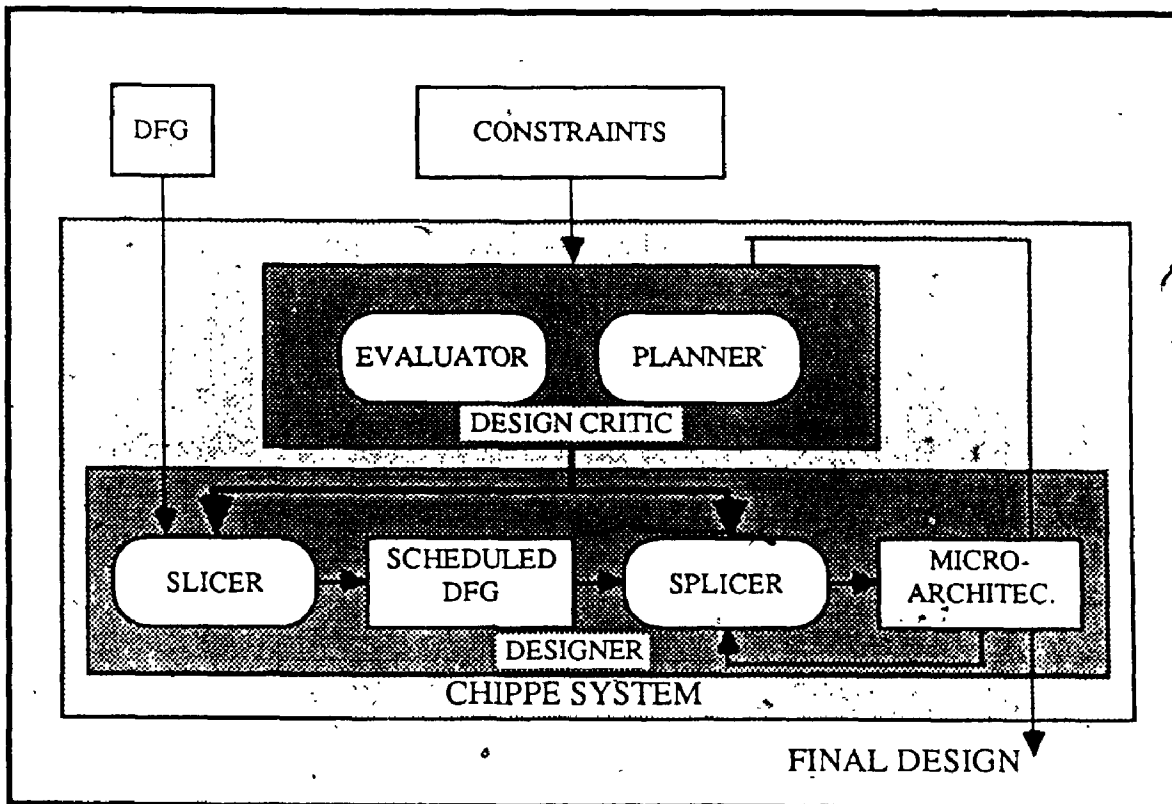 DFG
CONSTRAINTS
EVALUATOR
PLANNER
DESIGN CRITIC
SLICER
SCHEDULED
DFG
SPLICER
MICRO-
ARCHITEC.
DESIGNER
CHIPPE SYSTEM
FINAL DESIGN